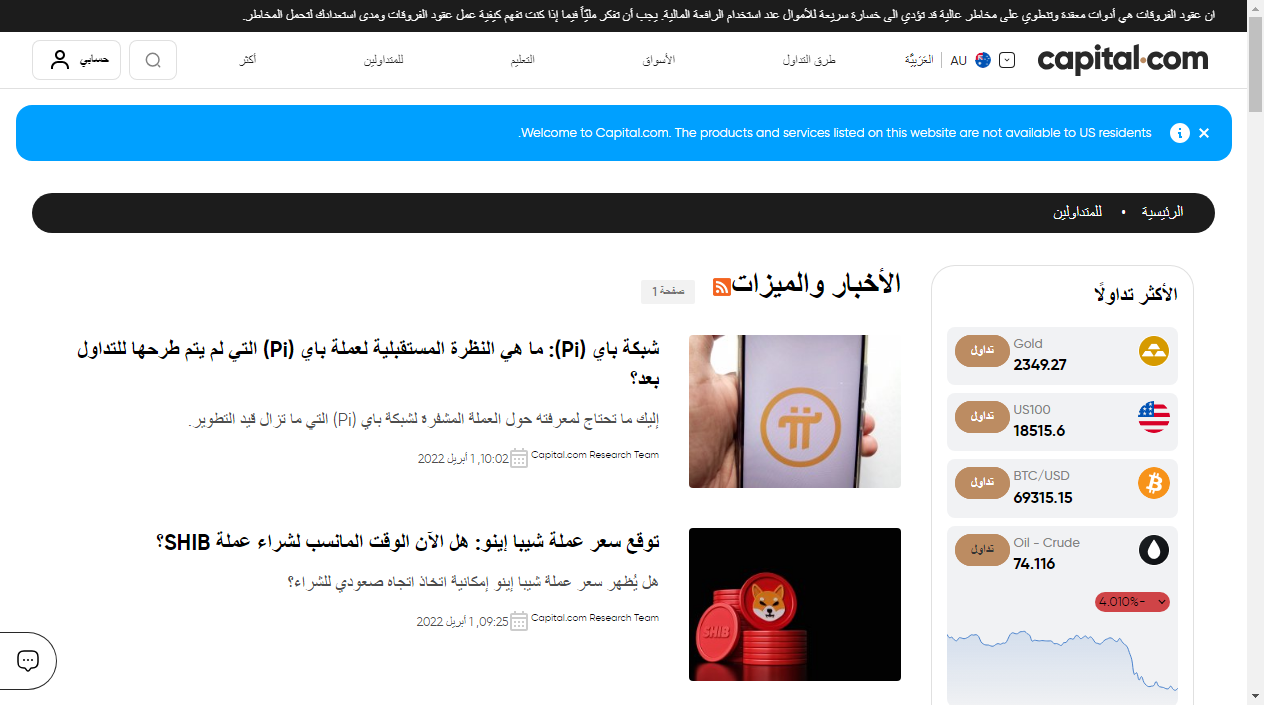 ان عقود الفروقات هي أدوات معقدة وتنطوي على مخاطر عالية قد تؤدي الى خسارة سريعة للأموال عند استخدام الرافعة المالية. يجب أن تفكر مليّاً فيما إذا كنت تفهم كيفية عمل عقود الفروقات ومدى استعدادك لتحمل المخاطر.
capital.com
AU العَرَبِيَّة
طرق التداول
الأسواق
التعليم
للمتداولين
أكثر
حسابي
Welcome to Capital.com. The products and services listed on this website are not available to US residents.
الرئيسية • للمتداولين
الأكثر تداولًا
Gold
2349.27
تداول
US100
18515.6
تداول
BTC/USD
69315.15
تداول
Oil - Crude
74.116
تداول
4.010%-
الأخبار والميزات
صفحة 1
شبكة باي (Pi): ما هي النظرة المستقبلية لعملة باي (Pi) التي لم يتم طرحها للتداول
بعد؟
إليك ما تحتاج لمعرفته حول العملة المشفرة لشبكة باي (Pi) التي ما تزال قيد التطوير.
Capital.com Research Team
10:02, 1 أبريل 2022
توقع سعر عملة شيبا إينو: هل الآن الوقت المناسب لشراء عملة SHIB؟
هل يُظهر سعر عملة شيبا إينو إمكانية اتخاذ اتجاه صعودي للشراء؟
Capital.com Research Team
09:25, 1 أبريل 2022
SHIB